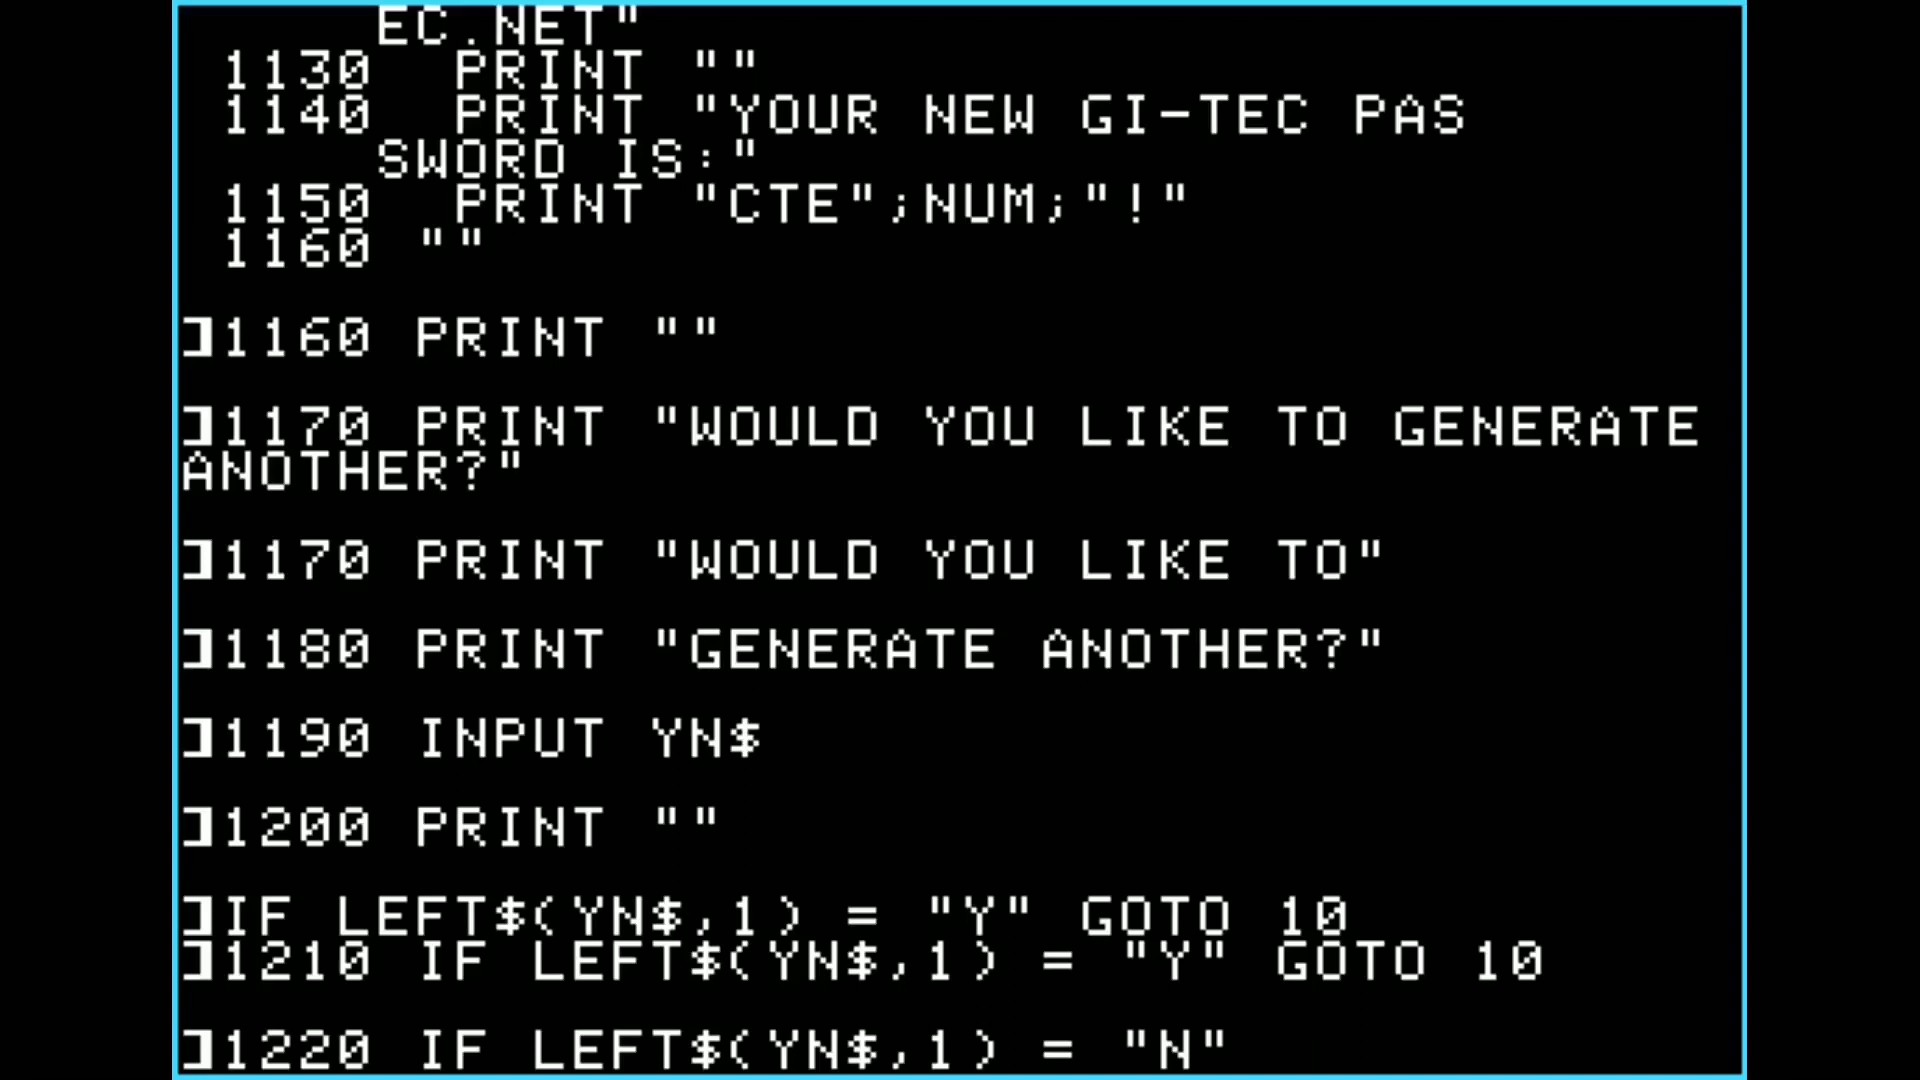 EC.NET"
1130  PRINT ""
1140  PRINT "YOUR NEW GI-TEC PAS
SWORD IS:"
1150  PRINT "CTE";NUM;"!"
1160 ""
]1160 PRINT ""
]1170 PRINT "WOULD YOU LIKE TO GENERATE
ANOTHER?"
]1170 PRINT "WOULD YOU LIKE TO"
]1180 PRINT "GENERATE ANOTHER?"
]1190 INPUT YN$
]1200 PRINT ""
]IF LEFT$(YN$,1) = "Y" GOTO 10
]1210 IF LEFT$(YN$,1) = "Y" GOTO 10
]1220 IF LEFT$(YN$,1) = "N"